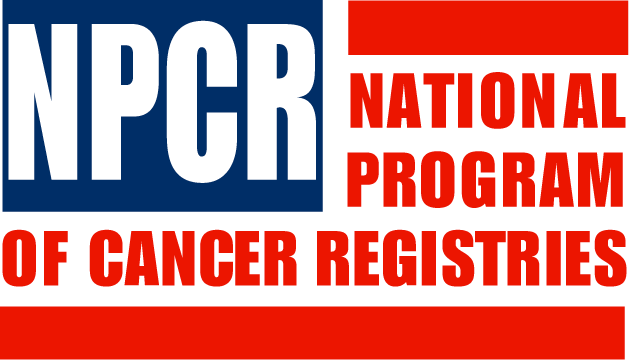 NPCR
NATIONAL
PROGRAM
OF CANCER REGISTRIES